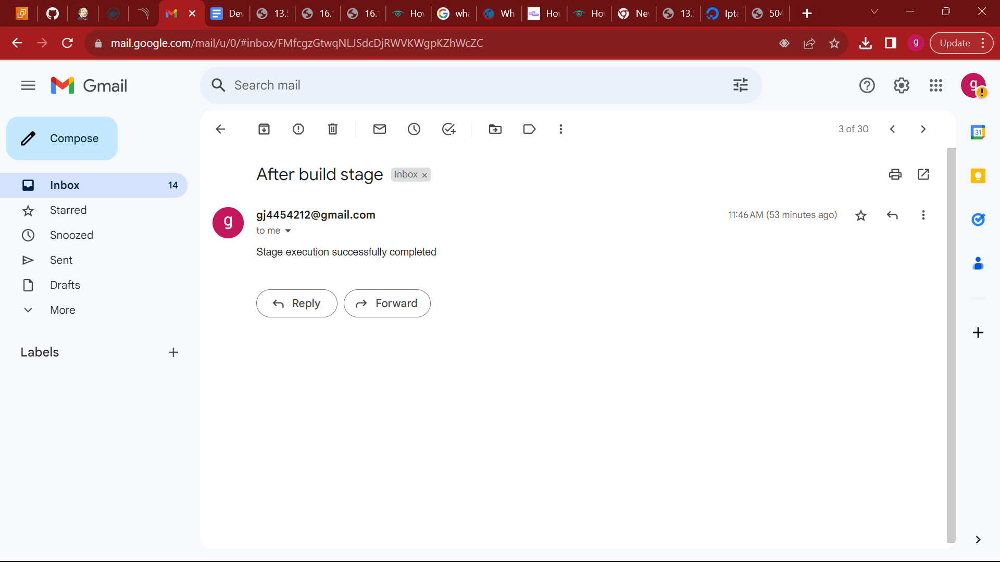 Dev
13.
16.
16.
Hov
wha
Wh
Hov
Hov
Ne
13.
Ipta
504
mail.google.com/mail/u/0/#inbox/FMfcgzGtwqNLJSdcDjRWVKWgpKZhWcZC
g
Update
Gmail
Search mail
g
Compose
3 of 30
31
After build stage Inbox x
Inbox 14
Starred
Snoozed
Sent
Drafts
More
Labels
g
gj4454212@gmail.com
11:46 AM (53 minutes ago)
to me
Stage execution successfully completed
Reply
Forward